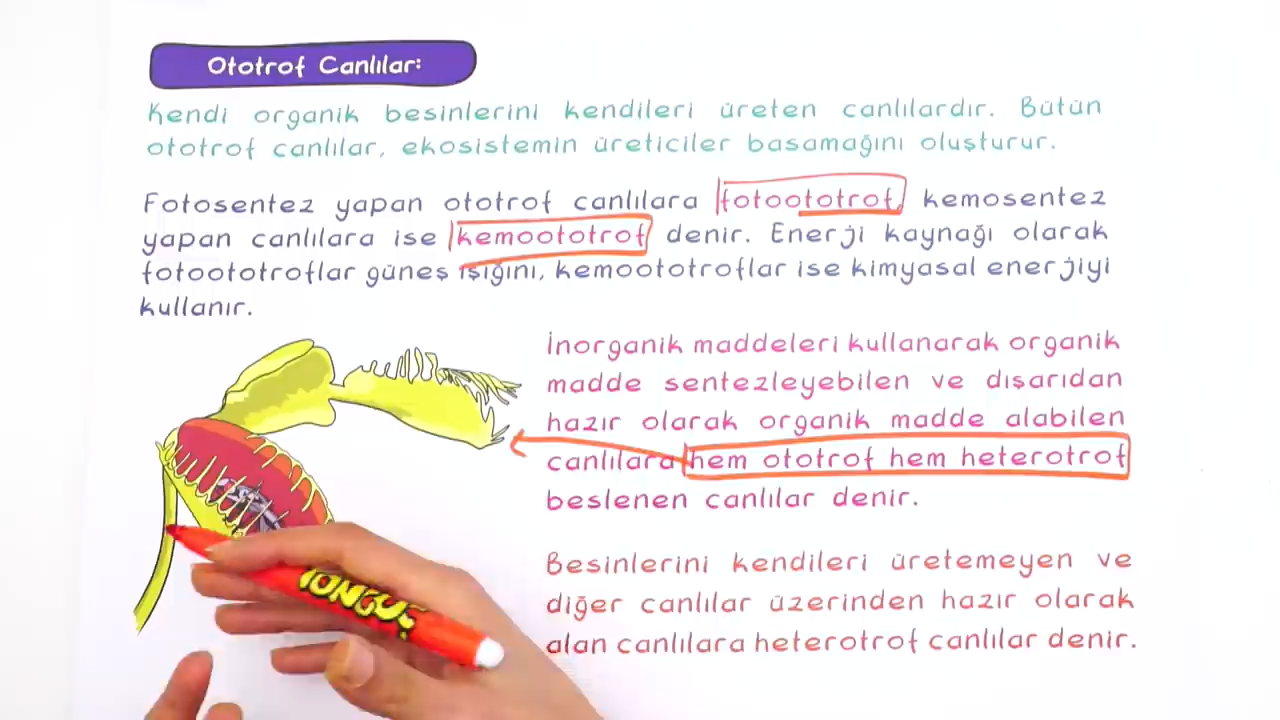 Ototrof Canlılar:
Kendi organik besinlerini kendileri üreten canlılardır. Bütün
ototrof canlılar, ekosistemin üreticiler basamağını oluşturur.
Fotosentez yapan ototrof canlılara fotoototrof, kemosentez
yapan canlılara ise kemoototrof denir. Enerji kaynağı olarak
fotoototroflar güneş ışığını, kemoototroflar ise kimyasal enerjiyi
kullanır.
İnorganik maddeleri kullanarak organik
madde sentezleyebilen ve dışarıdan
hazır olarak organik madde alabilen
canlılara hem ototrof hem heterotrof
beslenen canlılar denir.
Besinlerini kendileri üretemeyen ve
diğer canlılar üzerinden hazır olarak
alan canlılara heterotrof canlılar denir.
TONGUÇ